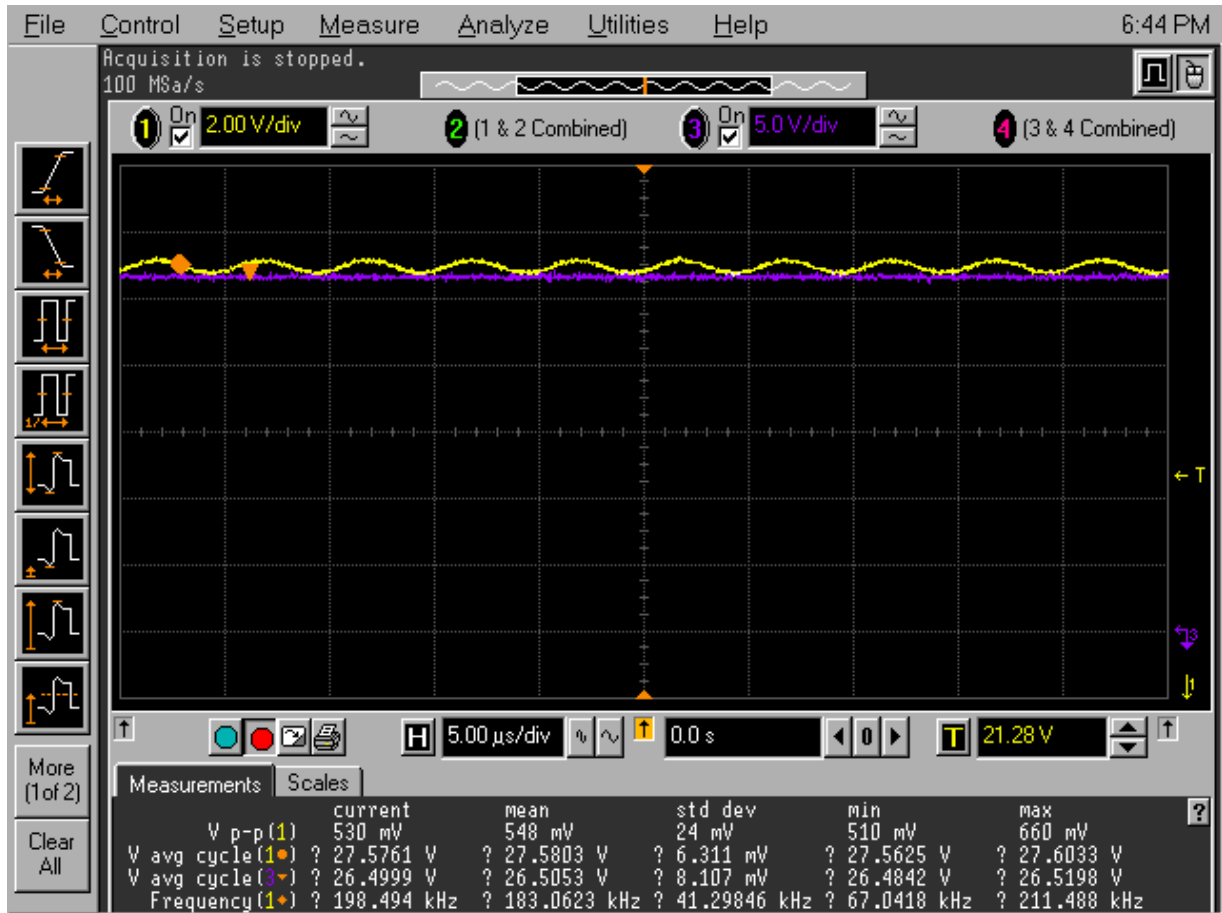 File Control Setup Measure Analyze Utilities Help 6:44 PM
Acquisition is stopped.
100 MSa/s
1 On 2.00 V/div 2 (1 & 2 Combined) 3 On 5.0 V/div 4 (3 & 4 Combined)
T
3
1
H 5.00 µs/div 0.0 s 0 T 21.28 V
More
(1of 2)
Clear
All
Measurements Scales
current mean std dev min max ?
V p-p(1) 530 mV 548 mV 24 mV 510 mV 660 mV
V avg cycle(1) ? 27.5761 V ? 27.5803 V ? 6.311 mV ? 27.5625 V ? 27.6033 V
V avg cycle(3) ? 26.4999 V ? 26.5053 V ? 8.107 mV ? 26.4842 V ? 26.5198 V
Frequency(1) ? 198.494 kHz ? 183.0623 kHz ? 41.29846 kHz ? 67.0418 kHz ? 211.488 kHz